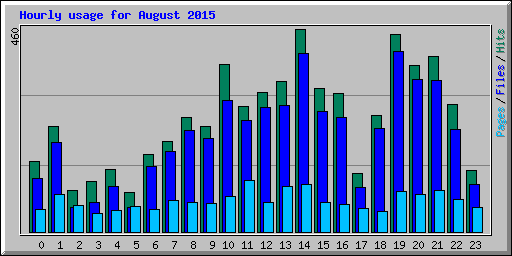 Hourly usage for August 2015
460
Pages/Files/Hits
0 1 2 3 4 5 6 7 8 9 10 11 12 13 14 15 16 17 18 19 20 21 22 23